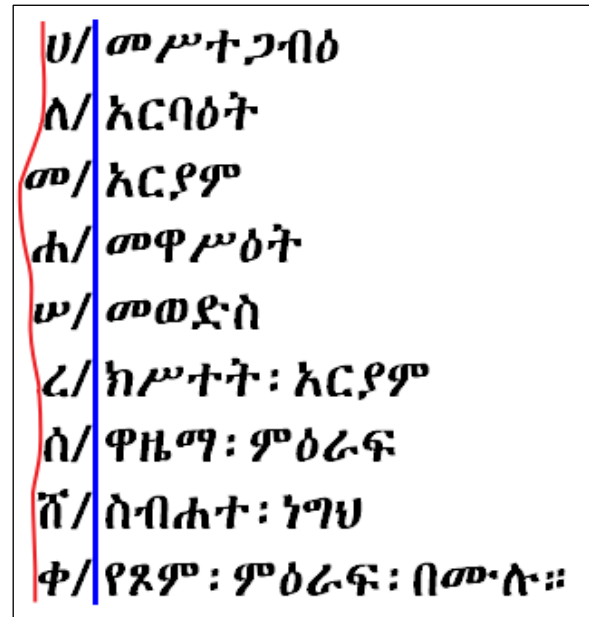 ሀ/ መሥተጋብዕ
ለ/ አርባዕት
መ/ አርያም
ሐ/ መዋሥዕት
ሠ/ መወድስ
ረ/ ክሥተት፡ አርያም
ሰ/ ዋዜማ፡ ምዕራፍ
ሸ/ ስብሐተ፡ ነግህ
ቀ/ የጾም፡ ምዕራፍ፡ በሙሉ።